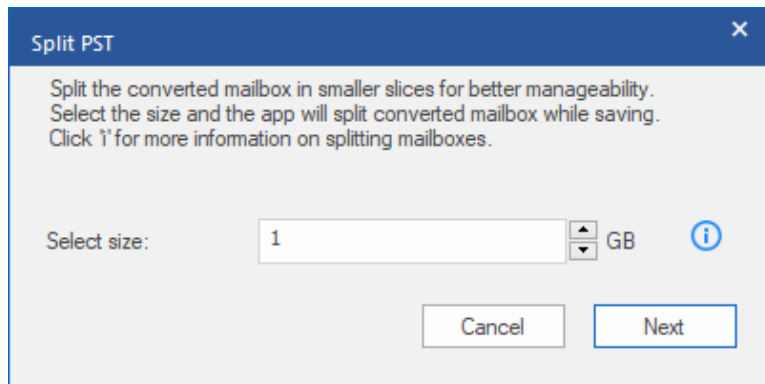 Split PST
Split the converted mailbox in smaller slices for better manageability.
Select the size and the app will split converted mailbox while saving.
Click 'i' for more information on splitting mailboxes.
Select size:
1
GB
i
Cancel
Next